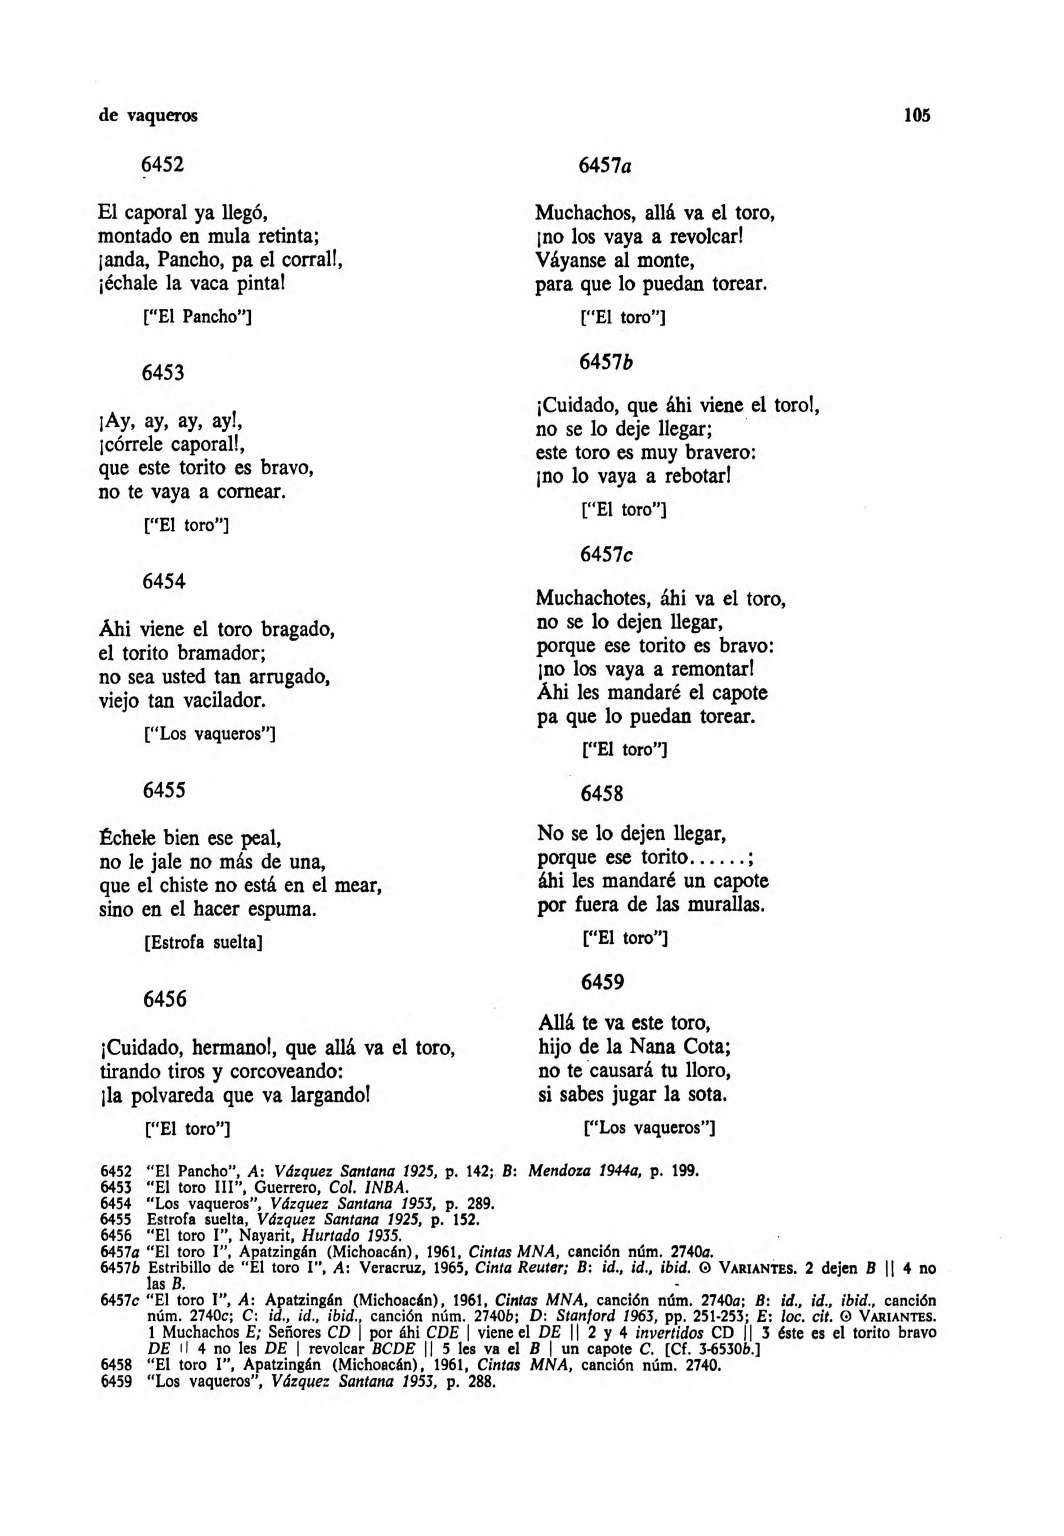 de vaqueros 105
6452
El caporal ya llegó,
montado en mula retinta;
¡anda, Pancho, pa el corral!,
¡échale la vaca pinta!
["El Pancho"]
6453
¡Ay, ay, ay, ay!,
¡córrele caporal!,
que este torito es bravo,
no te vaya a cornear.
["El toro"]
6454
Áhi viene el toro bragado,
el torito bramador;
no sea usted tan arrugado,
viejo tan vacilador.
["Los vaqueros"]
6455
Échele bien ese peal,
no le jale no más de una,
que el chiste no está en el mear,
sino en el hacer espuma.
[Estrofa suelta]
6456
¡Cuidado, hermano!, que allá va el toro,
tirando tiros y corcoveando:
¡la polvareda que va largando!
["El toro"]
6457a
Muchachos, allá va el toro,
¡no los vaya a revolcar!
Váyanse al monte,
para que lo puedan torear.
["El toro"]
6457b
¡Cuidado, que áhi viene el toro!,
no se lo deje llegar;
este toro es muy bravero:
¡no lo vaya a rebotar!
["El toro"]
6457c
Muchachotes, áhi va el toro,
no se lo dejen llegar,
porque ese torito es bravo:
¡no los vaya a remontar!
Áhi les mandaré el capote
pa que lo puedan torear.
["El toro"]
6458
No se lo dejen llegar,
porque ese torito......;
áhi les mandaré un capote
por fuera de las murallas.
["El toro"]
6459
Allá te va este toro,
hijo de la Nana Cota;
no te causará tu lloro,
si sabes jugar la sota.
["Los vaqueros"]
6452 "El Pancho", A: Vázquez Santana 1925, p. 142; B: Mendoza 1944a, p. 199.
6453 "El toro III", Guerrero, Col. INBA.
6454 "Los vaqueros", Vázquez Santana 1953, p. 289.
6455 Estrofa suelta, Vázquez Santana 1925, p. 152.
6456 "El toro I", Nayarit, Hurtado 1935.
6457a "El toro I", Apatzingán (Michoacán), 1961, Cintas MNA, canción núm. 2740a.
6457b Estribillo de "El toro I", A: Veracruz, 1965, Cinta Reuter; B: id., id., ibid. ⊙ VARIANTES. 2 dejen B || 4 no
las B.
6457c "El toro I", A: Apatzingán (Michoacán), 1961, Cintas MNA, canción núm. 2740a; B: id., id., ibid., canción
núm. 2740c; C: id., id., ibid., canción núm. 2740b; D: Stanford 1963, pp. 251-253; E: loc. cit. ⊙ VARIANTES.
1 Muchachos E; Señores CD | por áhi CDE | viene el DE || 2 y 4 invertidos CD || 3 éste es el torito bravo
DE || 4 no les DE | revolcar BCDE || 5 les va el B | un capote C. [Cf. 3-6530b.]
6458 "El toro I", Apatzingán (Michoacán), 1961, Cintas MNA, canción núm. 2740.
6459 "Los vaqueros", Vázquez Santana 1953, p. 288.